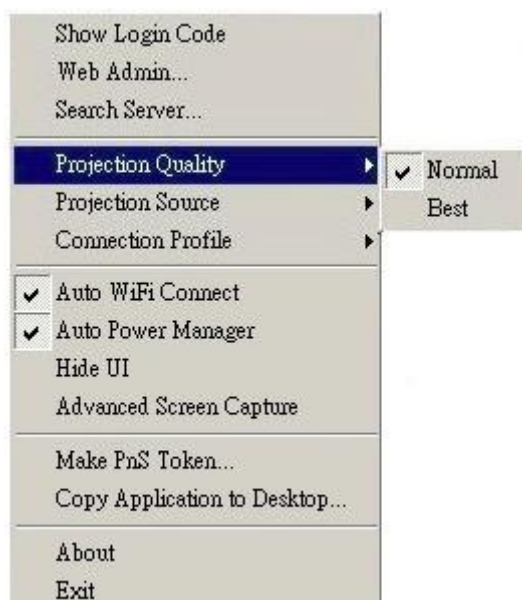 Show Login Code
Web Admin...
Search Server...
Projection Quality
Normal
Projection Source
Best
Connection Profile
Auto WiFi Connect
Auto Power Manager
Hide UI
Advanced Screen Capture
Make PnS Token...
Copy Application to Desktop...
About
Exit